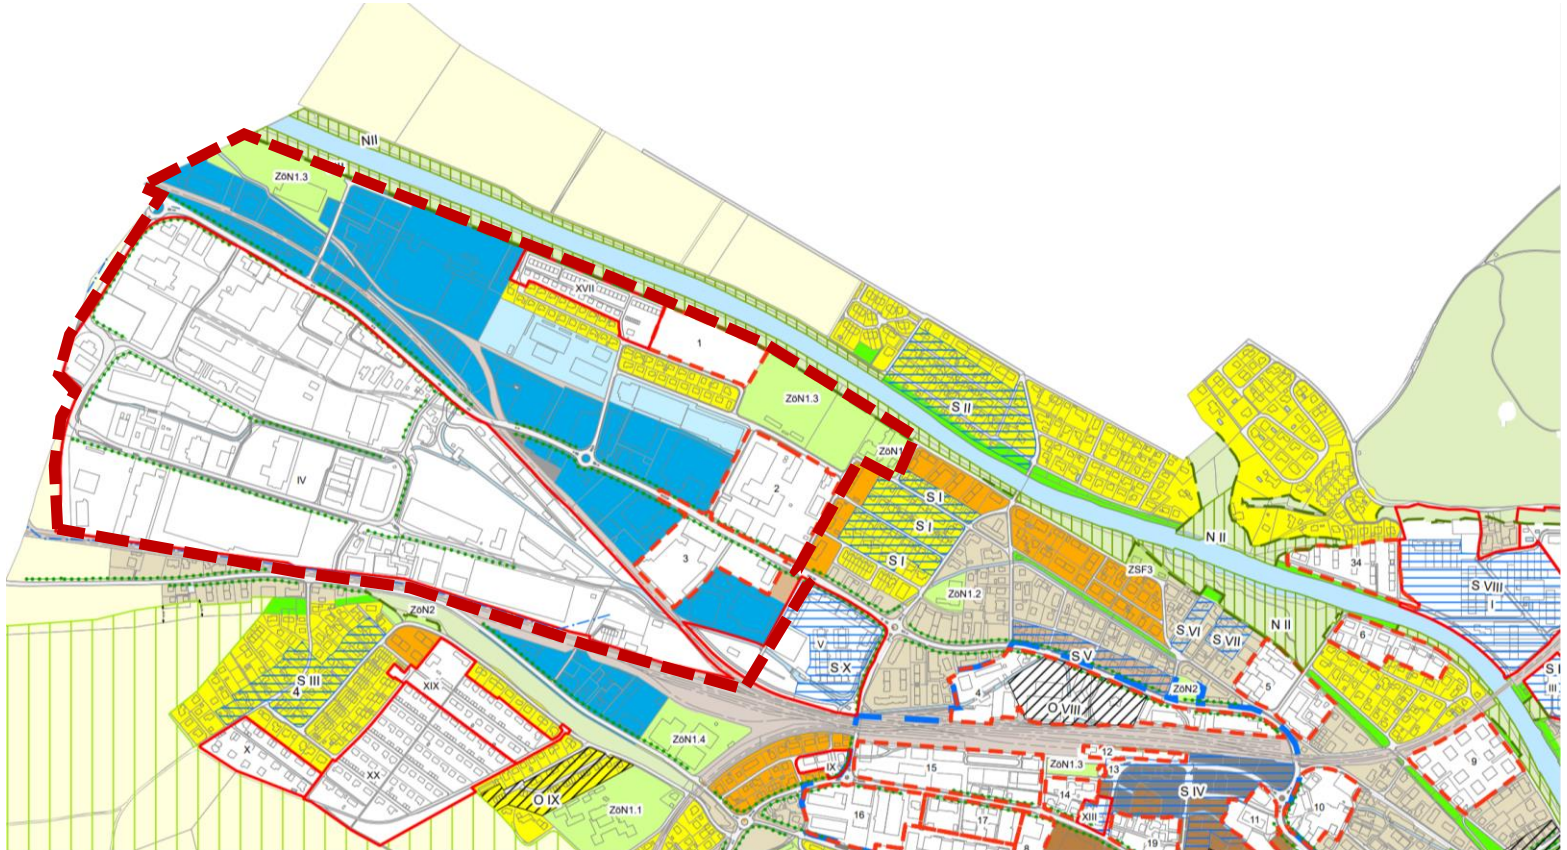 NII
ZöN1.3
XVII
1
ZöN1.3
S II
ZöN1
2
IV
S I
S I
S I
3
N II
34
S VIII
I
ZSF3
ZöN1.2
ZöN2
S VI
S VII
N II
6
V
S X
S V
S III
4
XIX
4
O VIII
ZöN2
5
III
X
XX
ZöN1.4
IX
12
15
ZöN1.3
13
9
O IX
ZöN1.1
14
S IV
10
XIII
16
17
11
19
8